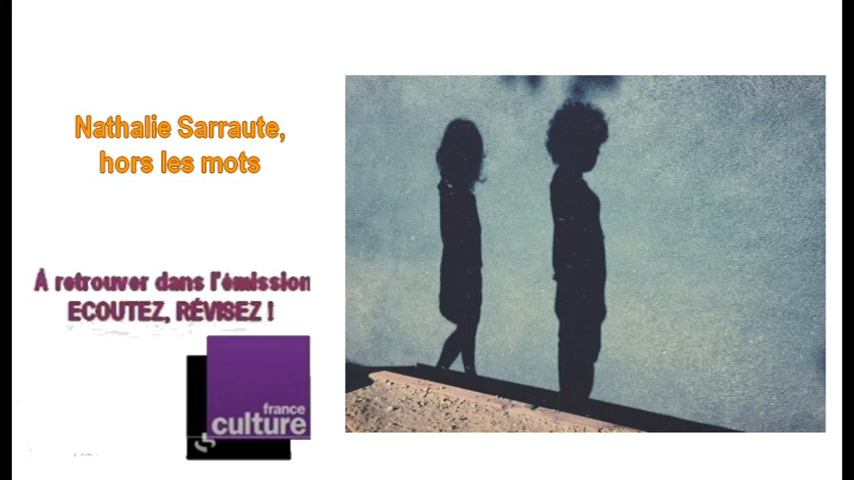 Nathalie Sarraute,
hors les mots
À retrouver dans l'émission
ECOUTEZ, RÉVISEZ !
france
culture